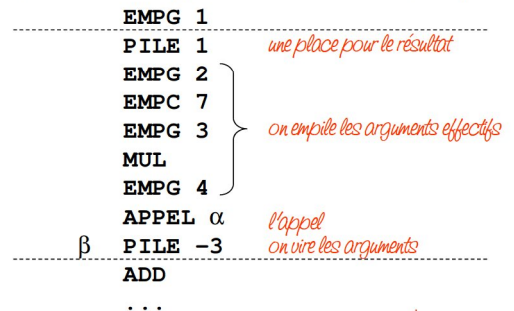 EMPG 1
PILE 1 une place pour le résultat
EMPG 2
EMPC 7
EMPG 3 on empile les arguments effectifs
MUL
EMPG 4
APPEL α l'appel
β PILE -3 on vire les arguments
ADD
...